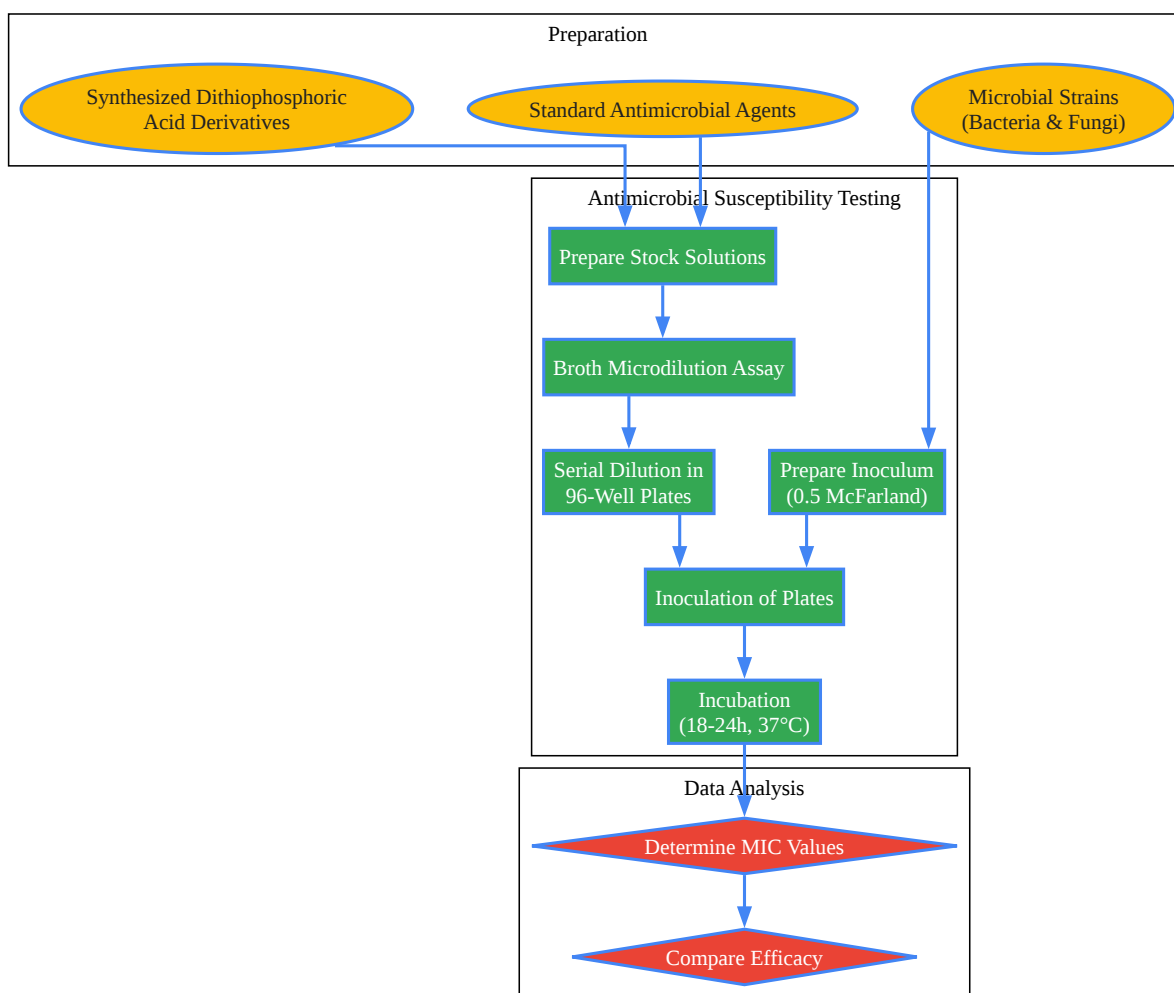 Preparation
Synthesized Dithiophosphoric
Acid Derivatives
Standard Antimicrobial Agents
Microbial Strains
(Bacteria & Fungi)
Antimicrobial Susceptibility Testing
Prepare Stock Solutions
Broth Microdilution Assay
Serial Dilution in
96-Well Plates
Prepare Inoculum
(0.5 McFarland)
Inoculation of Plates
Incubation
(18-24h, 37°C)
Data Analysis
Determine MIC Values
Compare Efficacy